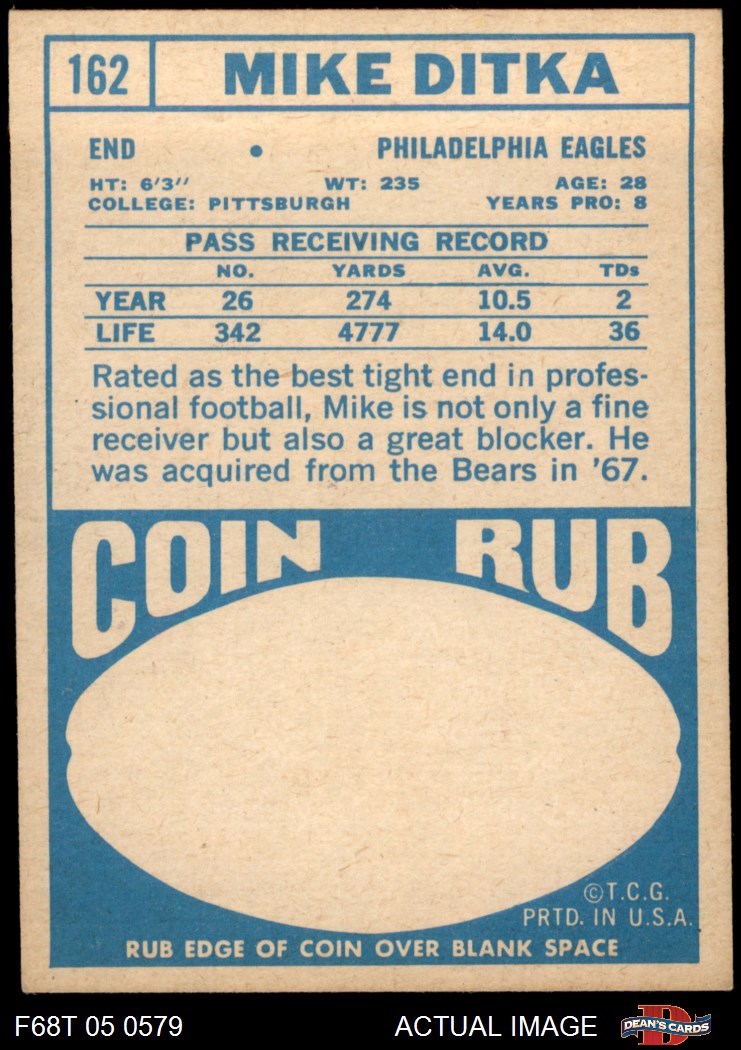 162 MIKE DITKA
END • PHILADELPHIA EAGLES
HT: 6'3" WT: 235 AGE: 28
COLLEGE: PITTSBURGH YEARS PRO: 8
PASS RECEIVING RECORD
NO. YARDS AVG. TDs
YEAR 26 274 10.5 2
LIFE 342 4777 14.0 36
Rated as the best tight end in profes-
sional football, Mike is not only a fine
receiver but also a great blocker. He
was acquired from the Bears in '67.
COIN RUB
©T.C.G.
PRTD. IN U.S.A.
RUB EDGE OF COIN OVER BLANK SPACE
F68T 05 0579 ACTUAL IMAGE D DEAN'S CARDS